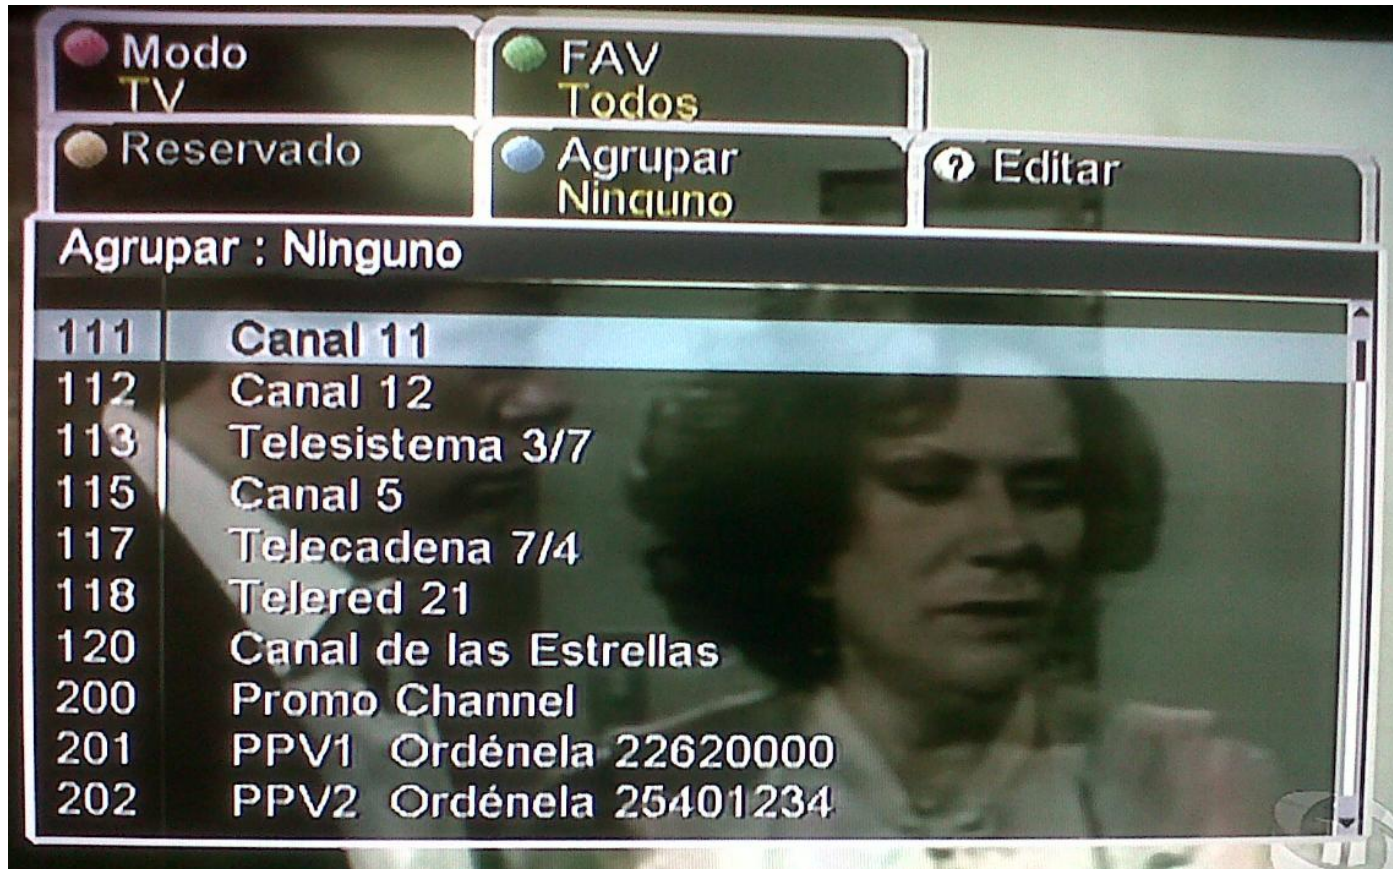 Modo
TV
FAV
Todos
Reservado
Agrupar
Ninguno
? Editar
Agrupar : Ninguno
111 Canal 11
112 Canal 12
113 Telesistema 3/7
115 Canal 5
117 Telecadena 7/4
118 Telered 21
120 Canal de las Estrellas
200 Promo Channel
201 PPV1 Ordénela 22620000
202 PPV2 Ordénela 25401234